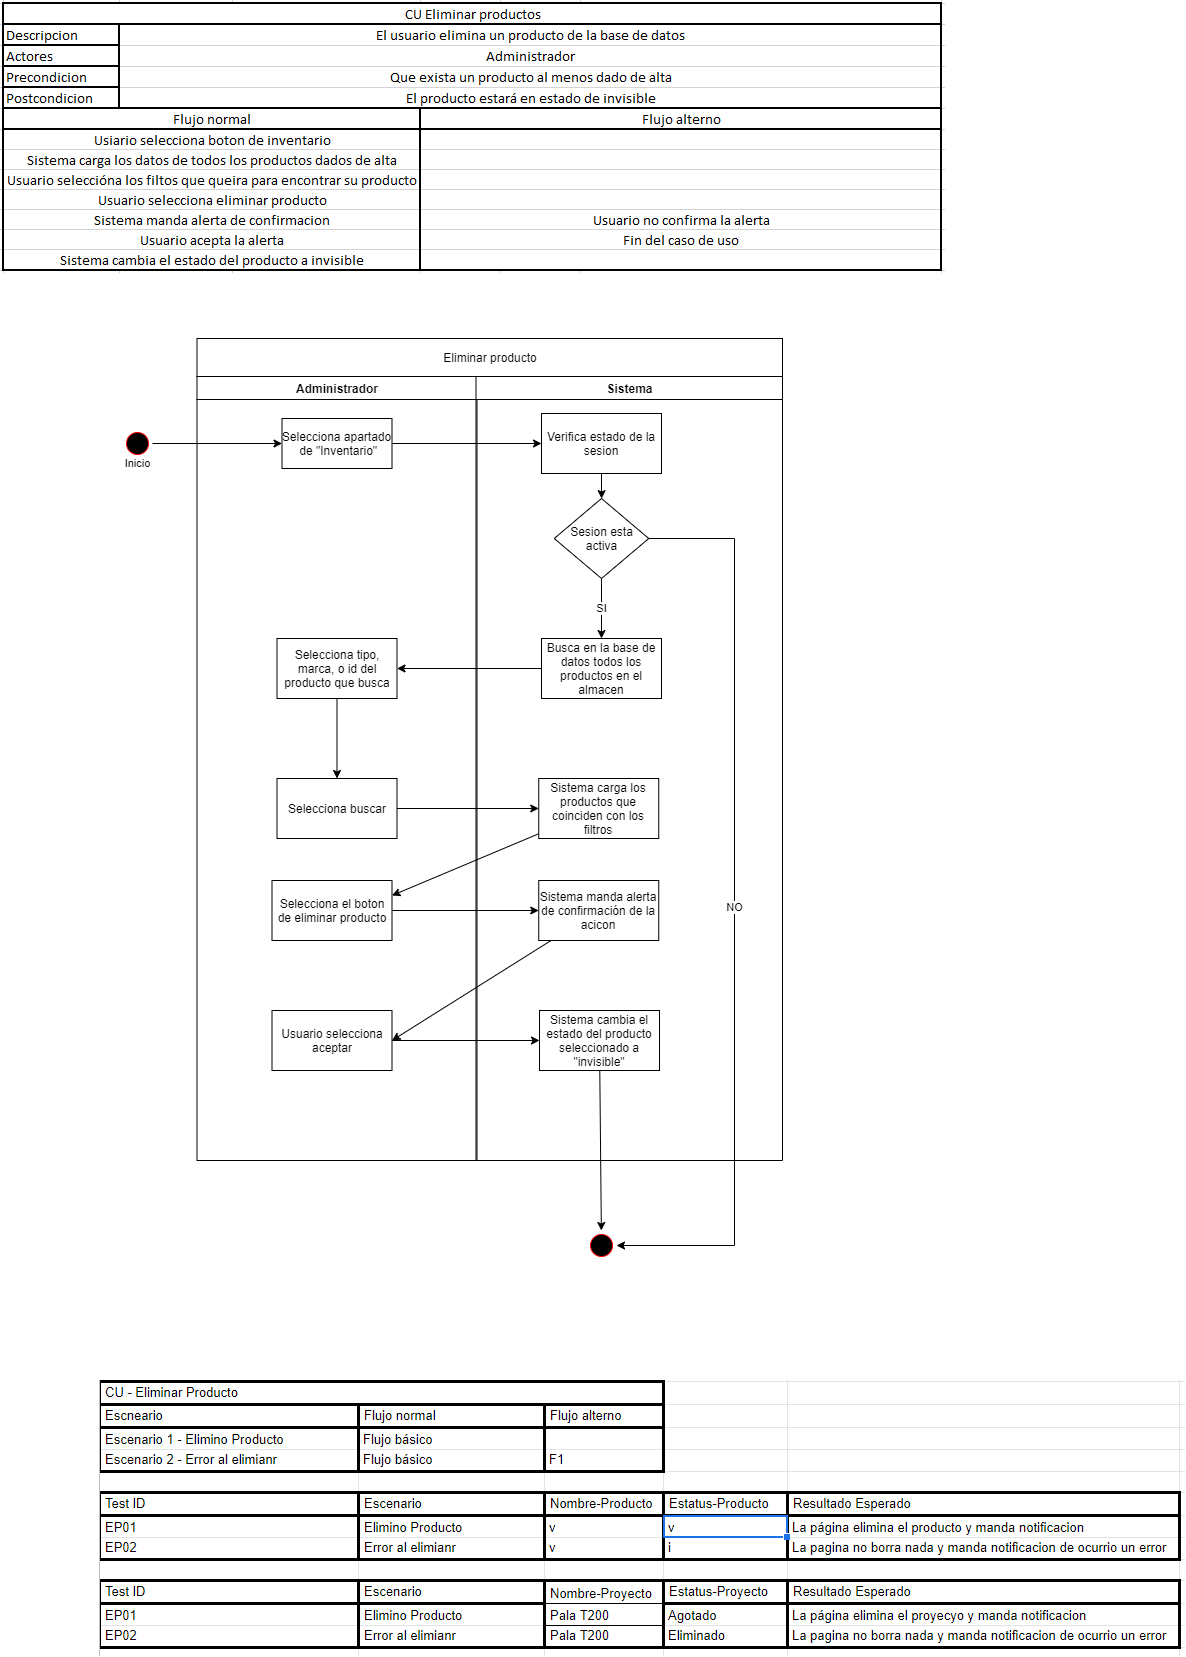 CU Eliminar productos
Descripcion El usuario elimina un producto de la base de datos
Actores Administrador
Precondicion Que exista un producto al menos dado de alta
Postcondicion El producto estará en estado de invisible
Flujo normal Flujo alterno
Usiario selecciona boton de inventario
Sistema carga los datos de todos los productos dados de alta
Usuario seleccióna los filtos que queira para encontrar su producto
Usuario selecciona eliminar producto
Sistema manda alerta de confirmacion Usuario no confirma la alerta
Usuario acepta la alerta Fin del caso de uso
Sistema cambia el estado del producto a invisible
Eliminar producto
Administrador Sistema
Inicio
Selecciona apartado
de "Inventario"
Verifica estado de la
sesion
Sesion esta
activa
SI
Busca en la base de
datos todos los
productos en el
almacen
Selecciona tipo,
marca, o id del
producto que busca
Selecciona buscar
Sistema carga los
productos que
coinciden con los
filtros
Selecciona el boton
de eliminar producto
Sistema manda alerta
de confirmación de la
acicon
NO
Usuario selecciona
aceptar
Sistema cambia el
estado del producto
seleccionado a
"invisible"
CU - Eliminar Producto
Escneario Flujo normal Flujo alterno
Escenario 1 - Elimino Producto Flujo básico
Escenario 2 - Error al elimianr Flujo básico F1
Test ID Escenario Nombre-Producto Estatus-Producto Resultado Esperado
EP01 Elimino Producto v v La página elimina el producto y manda notificacion
EP02 Error al elimianr v i La pagina no borra nada y manda notificacion de ocurrio un error
Test ID Escenario Nombre-Proyecto Estatus-Proyecto Resultado Esperado
EP01 Elimino Producto Pala T200 Agotado La página elimina el proyecyo y manda notificacion
EP02 Error al elimianr Pala T200 Eliminado La pagina no borra nada y manda notificacion de ocurrio un error